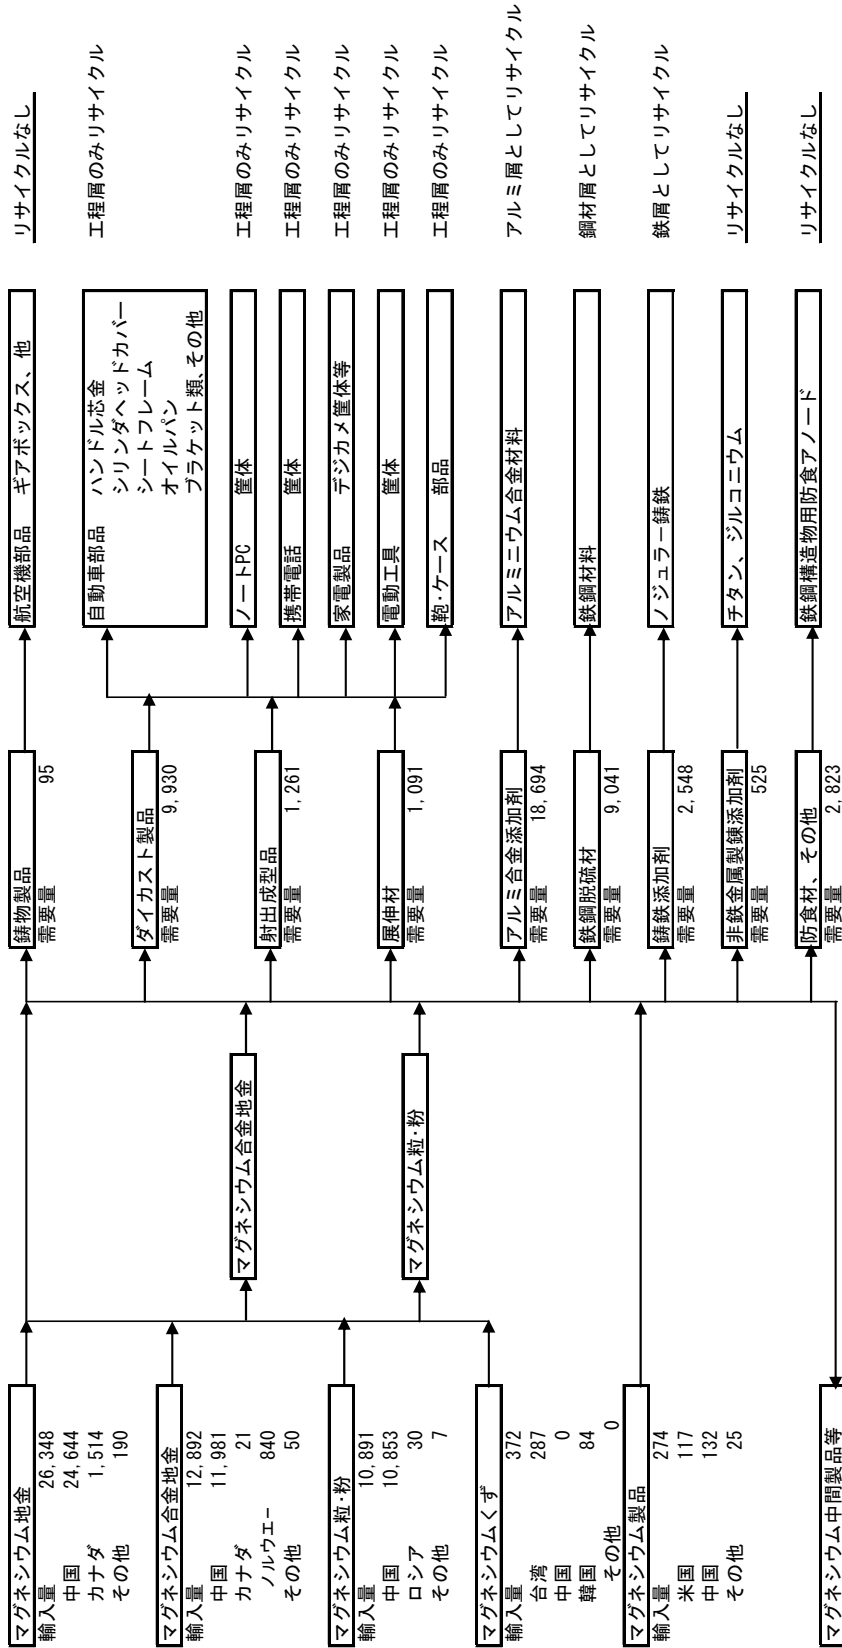 マグネシウム地金
輸入量 26,348
中国 24,644
カナダ 1,514
その他 190
マグネシウム合金地金
輸入量 12,892
中国 11,981
カナダ 21
ノルウェー 840
その他 50
マグネシウム粒・粉
輸入量 10,891
中国 10,853
ロシア 30
その他 7
マグネシウムくず
輸入量 372
台湾 287
中国 0
韓国 84
その他 0
マグネシウム製品
輸入量 274
米国 117
中国 132
その他 25
マグネシウム中間製品等
マグネシウム合金地金
マグネシウム粒・粉
鋳物製品
需要量 95
ダイカスト製品
需要量 9,930
射出成型品
需要量 1,261
展伸材
需要量 1,091
アルミ合金添加剤
需要量 18,694
鉄鋼脱硫材
需要量 9,041
鋳鉄添加剤
需要量 2,548
非鉄金属製錬添加剤
需要量 525
防食材、その他
需要量 2,823
航空機部品 ギアボックス、他
自動車部品 ハンドル芯金
シリンダヘッドカバー
シートフレーム
オイルパン
ブラケット類、その他
ノートPC 筐体
携帯電話 筐体
家電製品 デジカメ筐体等
電動工具 筐体
鞄・ケース 部品
アルミニウム合金材料
鉄鋼材料
ノジュラー鋳鉄
チタン、ジルコニウム
鉄鋼構造物用防食アノード
リサイクルなし
工程屑のみリサイクル
工程屑のみリサイクル
工程屑のみリサイクル
工程屑のみリサイクル
工程屑のみリサイクル
工程屑のみリサイクル
アルミ屑としてリサイクル
鋼材屑としてリサイクル
鉄屑としてリサイクル
リサイクルなし
リサイクルなし